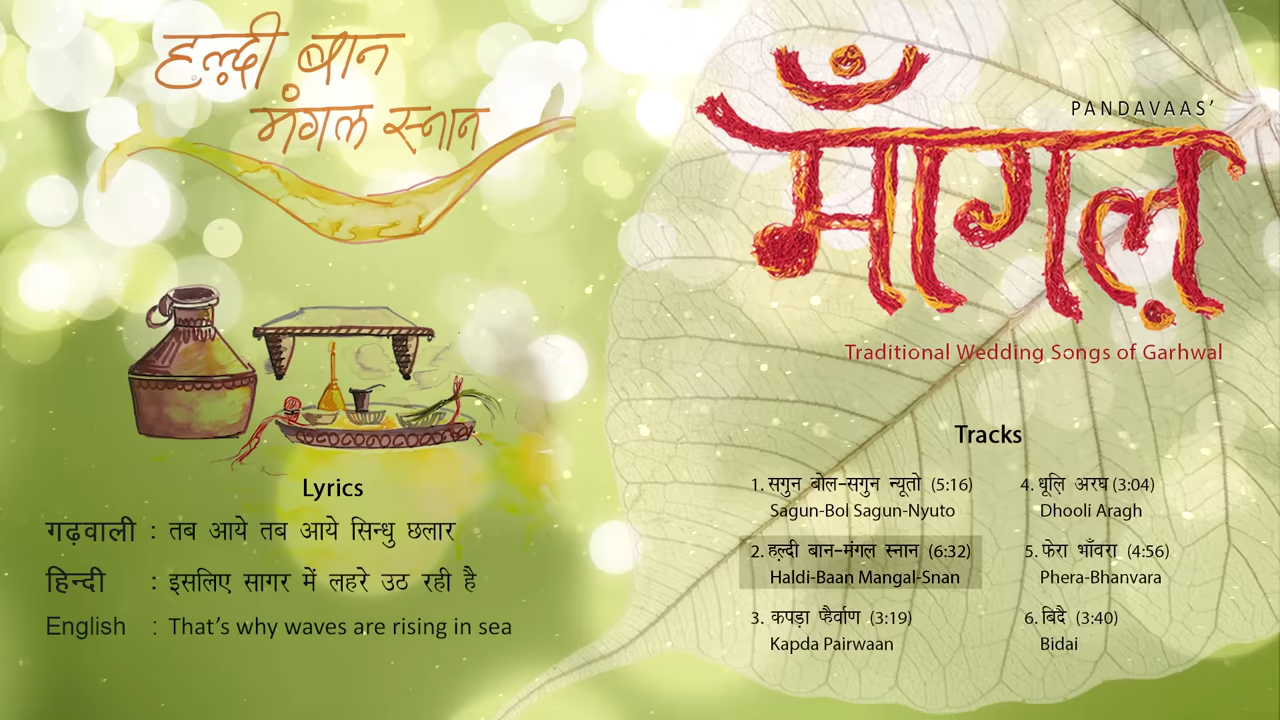 हल्दी बान
मंगल स्नान
Lyrics
गढ़वाली : तब आये तब आये सिन्धु छलार
हिन्दी : इसलिए सागर में लहरे उठ रही है
English : That's why waves are rising in sea
PANDAVAAS'
माँगल
Traditional Wedding Songs of Garhwal
Tracks
1. सगुन बोल-सगुन न्यूतो (5:16)
Sagun-Bol Sagun-Nyuto
2. हल्दी बान-मंगल स्नान (6:32)
Haldi-Baan Mangal-Snan
3. कपड़ा प्हैर्वाण (3:19)
Kapda Pairwaan
4. धूलि़ अरघ (3:04)
Dhooli Aragh
5. फेरा भाँवरा (4:56)
Phera-Bhanvara
6. बिदै (3:40)
Bidai